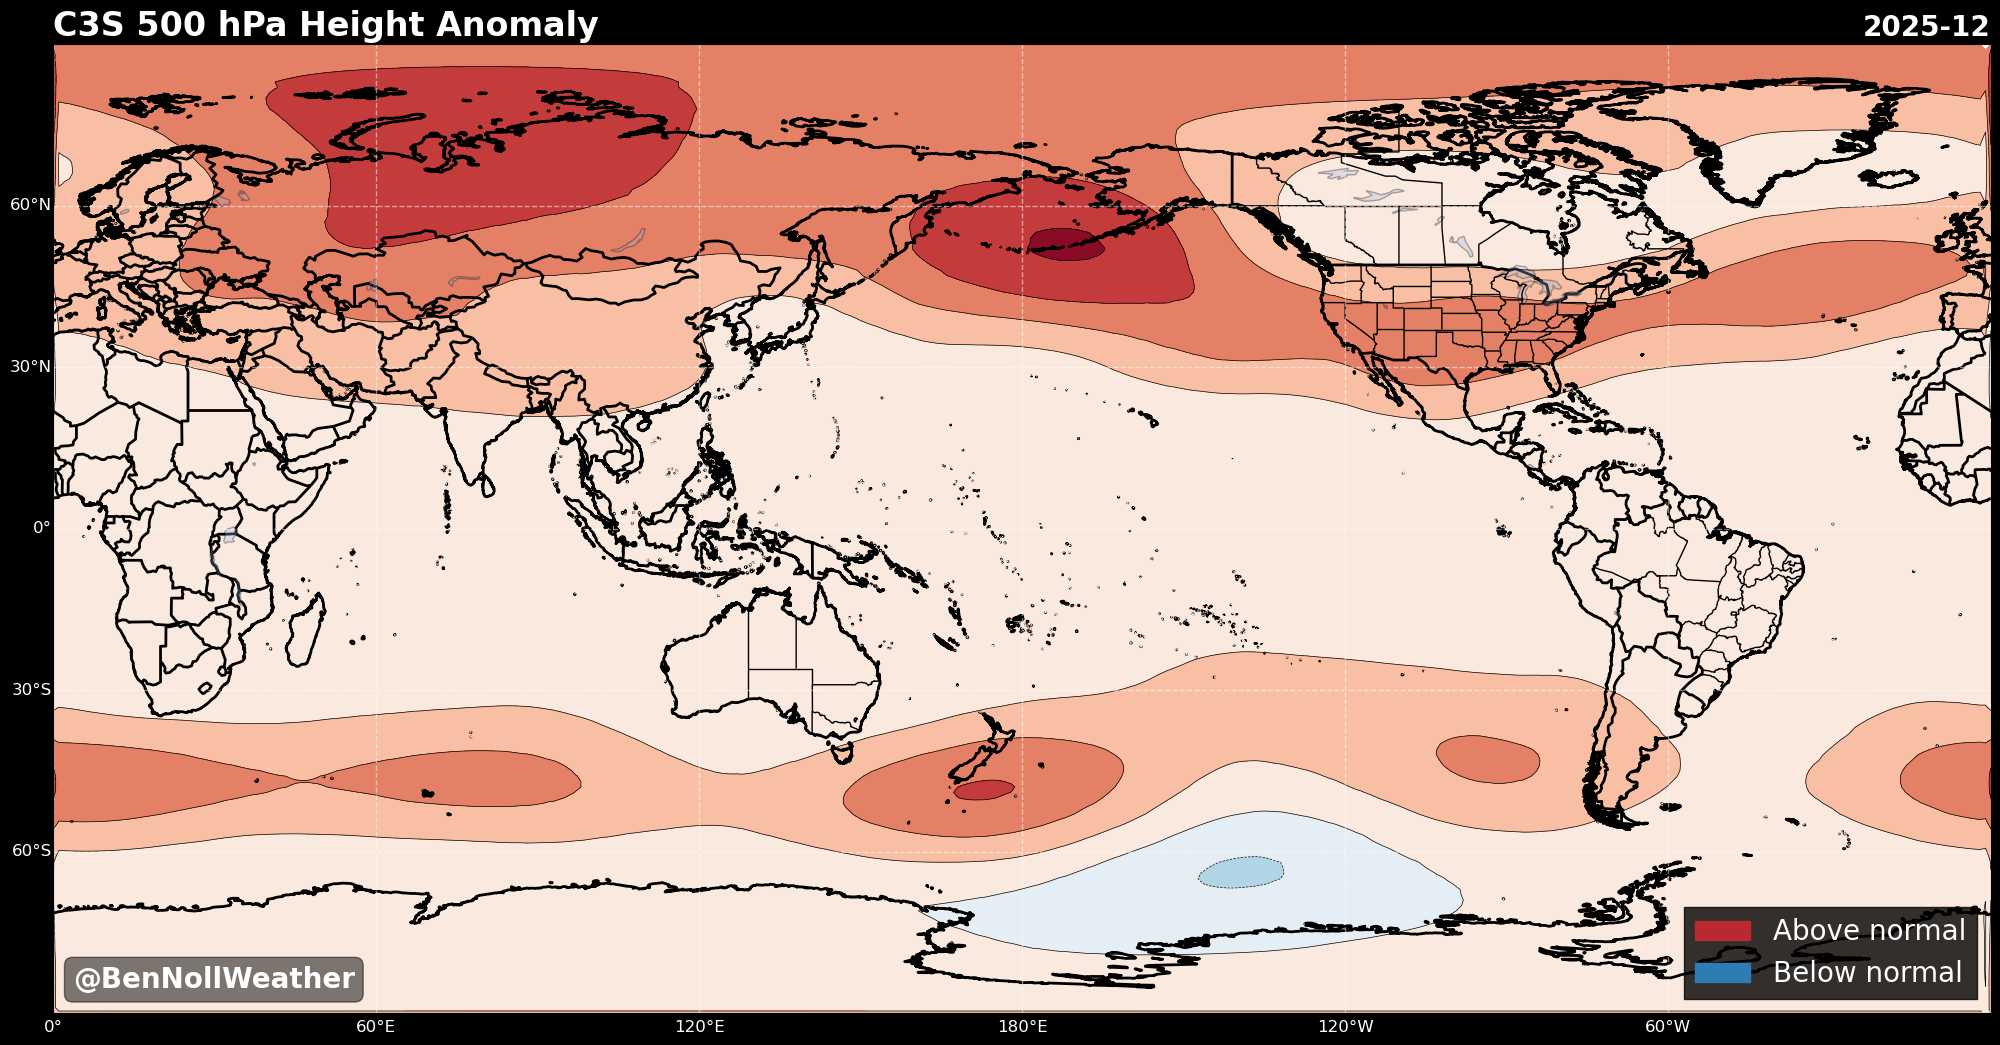 C3S 500 hPa Height Anomaly
2025-12
60°N
30°N
0°
30°S
60°S
Above normal
Below normal
@BenNollWeather
0°
60°E
120°E
180°E
120°W
60°W